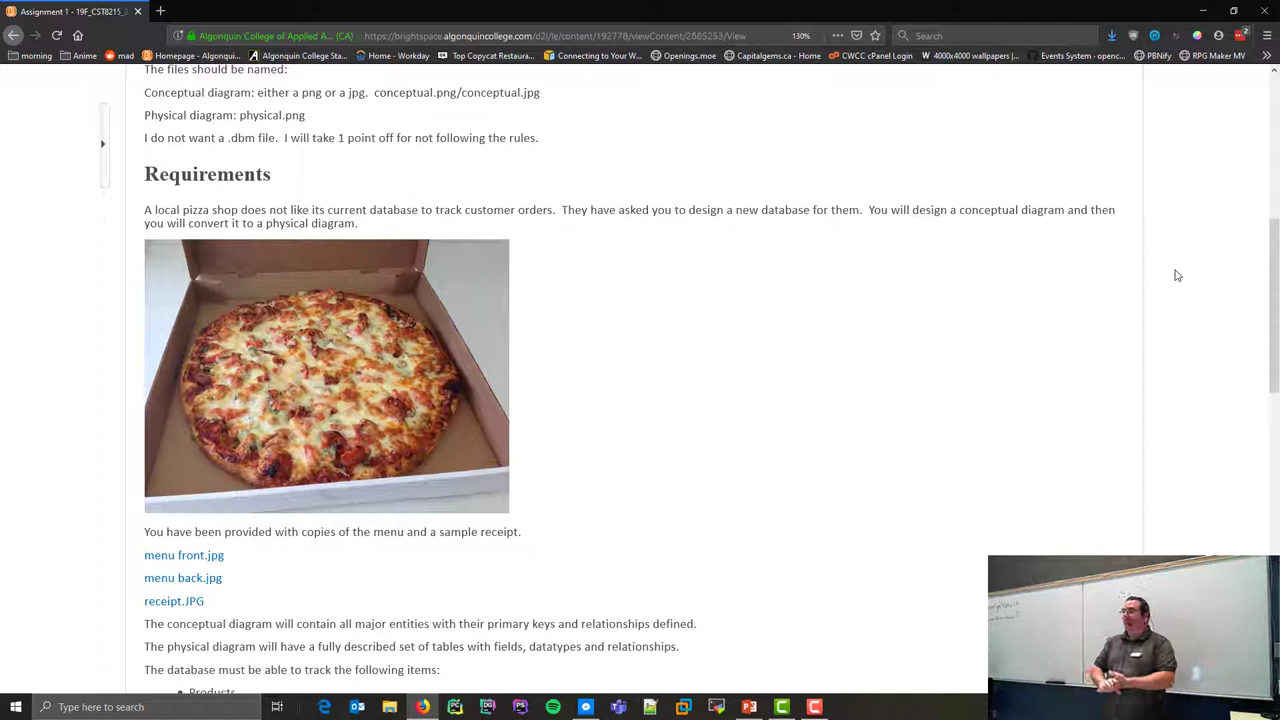 Assignment - 19F_CST8215_
Algonquin College of Applied A... (CA)
https://brightspace.algonquincollege.com/d2l/le/content/192778/viewContent/2885253/View
130%
Search
morning
Anime
mad
Homepage - Algonqui...
Algonquin College Sta...
Home - Workday
Top Copycat Restaura...
Connecting to Your W...
Openings.moe
Capitalgems.ca - Home
CWCC cPanel Login
4000x4000 wallpapers |...
Events System - openc...
PBNify
RPG Maker MV
The files should be named:
Conceptual diagram: either a png or a jpg.  conceptual.png/conceptual.jpg
Physical diagram: physical.png
I do not want a .dbm file.  I will take 1 point off for not following the rules.
Requirements
A local pizza shop does not like its current database to track customer orders.  They have asked you to design a new database for them.  You will design a conceptual diagram and then
you will convert it to a physical diagram.
You have been provided with copies of the menu and a sample receipt.
menu front.jpg
menu back.jpg
receipt.JPG
The conceptual diagram will contain all major entities with their primary keys and relationships defined.
The physical diagram will have a fully described set of tables with fields, datatypes and relationships.
The database must be able to track the following items:
• Products
Type here to search